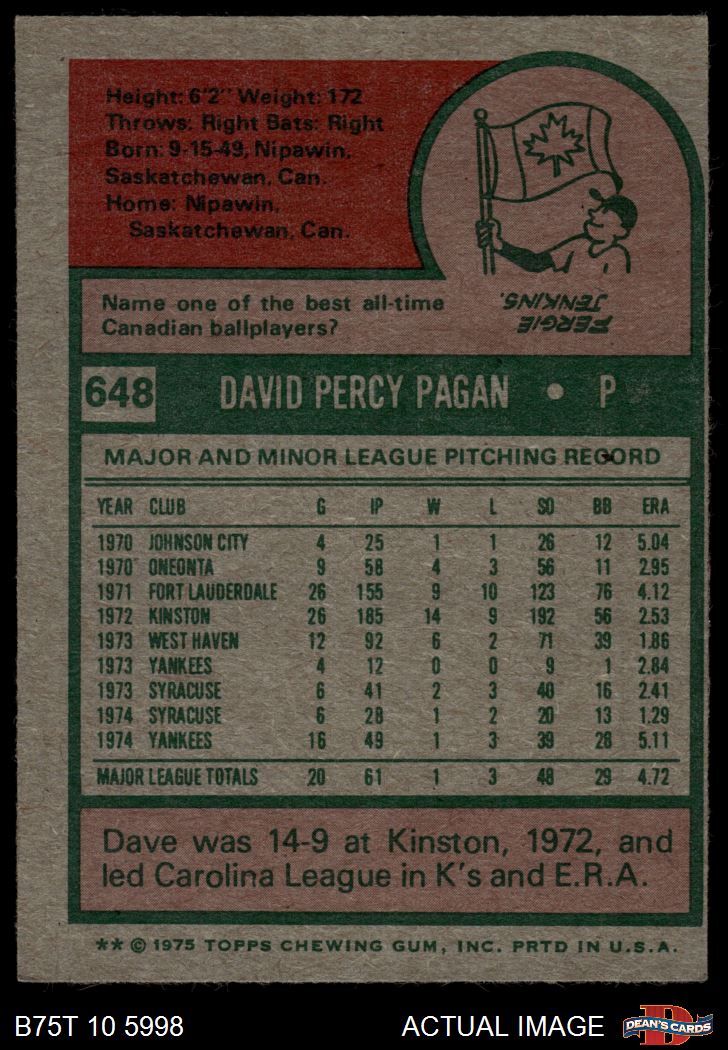 Height: 6'2" Weight: 172
Throws: Right Bats: Right
Born: 9-15-49, Nipawin,
Saskatchewan, Can.
Home: Nipawin,
Saskatchewan, Can.
Name one of the best all-time
Canadian ballplayers?
FERGIE
JENKINS.
648 DAVID PERCY PAGAN • P
MAJOR AND MINOR LEAGUE PITCHING RECORD
YEAR CLUB G IP W L SO BB ERA
1970 JOHNSON CITY 4 25 1 1 26 12 5.04
1970 ONEONTA 9 58 4 3 56 11 2.95
1971 FORT LAUDERDALE 26 155 9 10 123 76 4.12
1972 KINSTON 26 185 14 9 192 56 2.53
1973 WEST HAVEN 12 92 6 2 71 39 1.86
1973 YANKEES 4 12 0 0 9 1 2.84
1973 SYRACUSE 6 41 2 3 40 16 2.41
1974 SYRACUSE 6 28 1 2 20 13 1.29
1974 YANKEES 16 49 1 3 39 28 5.11
MAJOR LEAGUE TOTALS 20 61 1 3 48 29 4.72
Dave was 14-9 at Kinston, 1972, and
led Carolina League in K's and E.R.A.
** © 1975 TOPPS CHEWING GUM, INC. PRTD IN U.S.A.
B75T 10 5998 ACTUAL IMAGE D DEAN'S CARDS